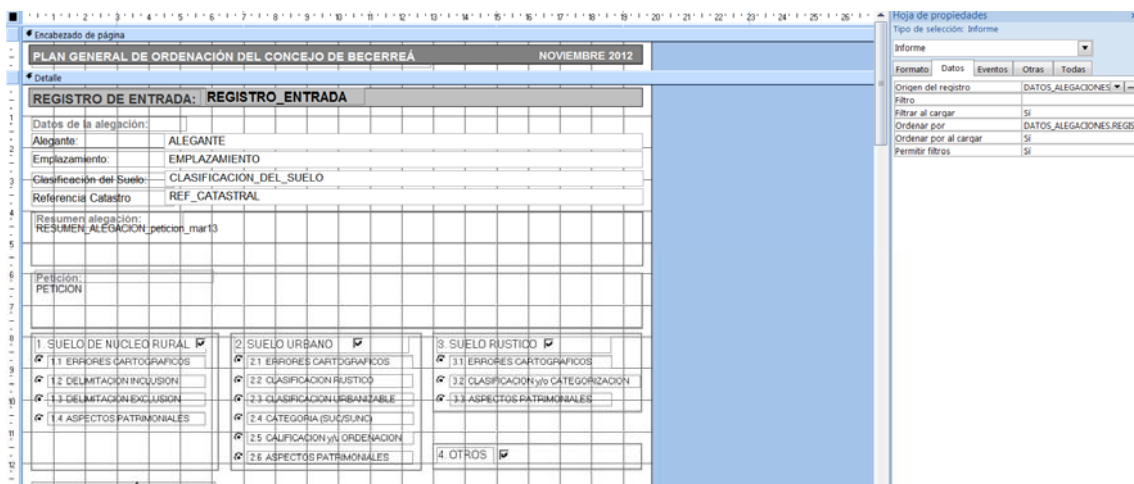 Encabezado de página
PLAN GENERAL DE ORDENACIÓN DEL CONCEJO DE BECERREÁ NOVIEMBRE 2012
Detalle
REGISTRO DE ENTRADA: REGISTRO_ENTRADA
Datos de la alegación:
Alegante: ALEGANTE
Emplazamiento: EMPLAZAMIENTO
Clasificación del Suelo: CLASIFICACION_DEL_SUELO
Referencia Catastro REF_CATASTRAL
Resumen alegación:
RESUMEN_ALEGACION_peticion_mar13
Petición:
PETICION
1. SUELO DE NUCLEO RURAL
1.1 ERRORES CARTOGRAFICOS
1.2 DELIMITACION INCLUSION
1.3 DELIMITACION EXCLUSION
1.4 ASPECTOS PATRIMONIALES
2. SUELO URBANO
2.1 ERRORES CARTOGRAFICOS
2.2 CLASIFICACION RUSTICO
2.3 CLASIFICACION URBANIZABLE
2.4 CATEGORIA (SUC/SUNC)
2.5 CALIFICACION y/u ORDENACION
2.6 ASPECTOS PATRIMONIALES
3. SUELO RUSTICO
3.1 ERRORES CARTOGRAFICOS
3.2 CLASIFICACION y/o CATEGORIZACION
3.3 ASPECTOS PATRIMONIALES
4. OTROS
Hoja de propiedades
Tipo de selección: Informe
Informe
Formato Datos Eventos Otras Todas
Origen del registro DATOS_ALEGACIONES
Filtro
Filtrar al cargar Sí
Ordenar por DATOS_ALEGACIONES.REGIS
Ordenar por al cargar Sí
Permitir filtros Sí